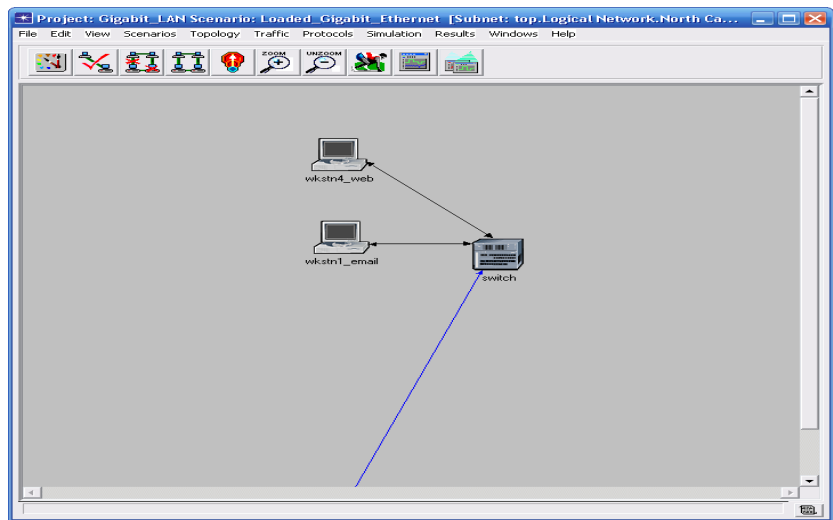 Project: Gigabit_LAN Scenario: Loaded_Gigabit_Ethernet [Subnet: top.Logical Network.North Ca...
File Edit View Scenarios Topology Traffic Protocols Simulation Results Windows Help
ZOOM UNZOOM
wkstn4_web
wkstn1_email
switch